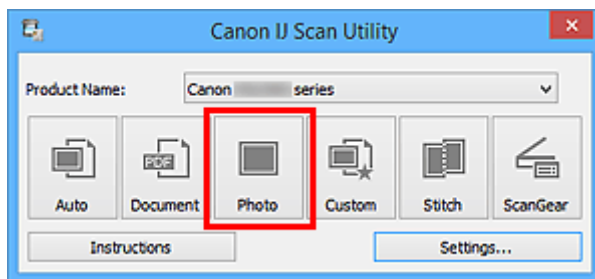 Canon IJ Scan Utility
Product Name: Canon series
PDF
Auto Document Photo Custom Stitch ScanGear
Instructions Settings...